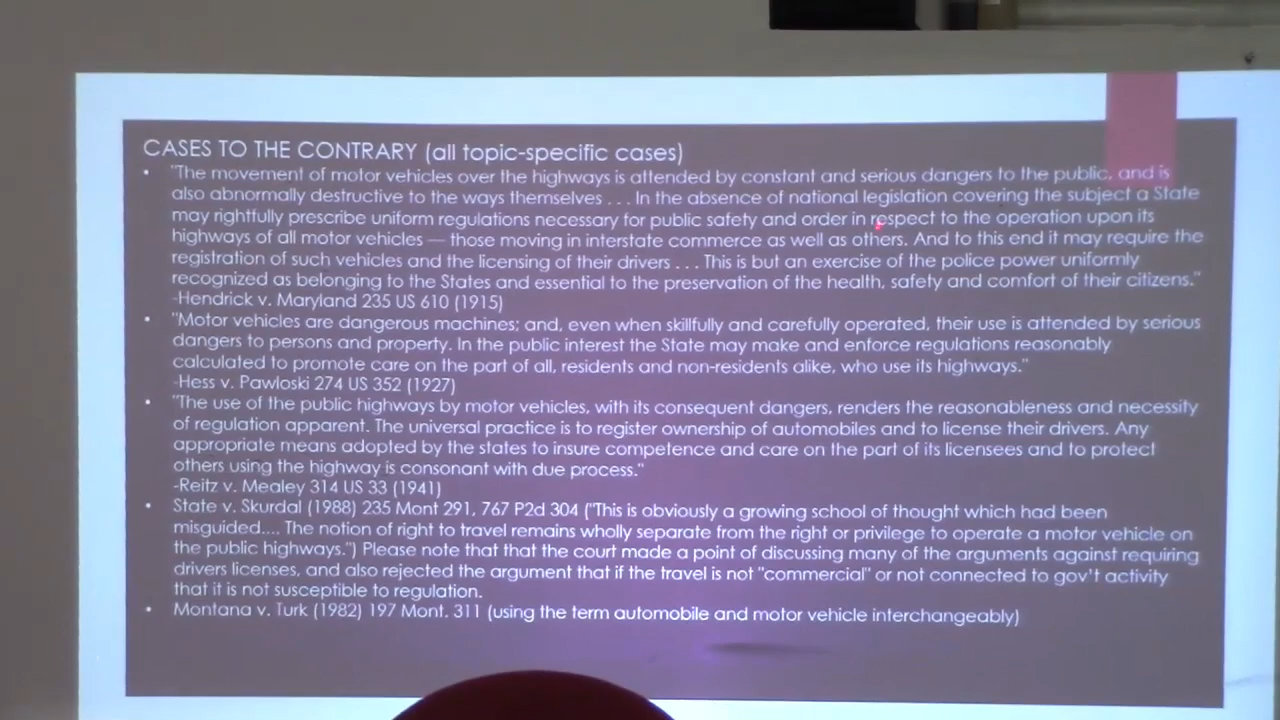 CASES TO THE CONTRARY (all topic-specific cases)
• "The movement of motor vehicles over the highways is attended by constant and serious dangers to the public, and is
also abnormally destructive to the ways themselves . . . In the absence of national legislation covering the subject a State
may rightfully prescribe uniform regulations necessary for public safety and order in respect to the operation upon its
highways of all motor vehicles — those moving in interstate commerce as well as others. And to this end it may require the
registration of such vehicles and the licensing of their drivers . . . This is but an exercise of the police power uniformly
recognized as belonging to the States and essential to the preservation of the health, safety and comfort of their citizens."
-Hendrick v. Maryland 235 US 610 (1915)
• "Motor vehicles are dangerous machines; and, even when skillfully and carefully operated, their use is attended by serious
dangers to persons and property. In the public interest the State may make and enforce regulations reasonably
calculated to promote care on the part of all, residents and non-residents alike, who use its highways."
-Hess v. Pawloski 274 US 352 (1927)
• "The use of the public highways by motor vehicles, with its consequent dangers, renders the reasonableness and necessity
of regulation apparent. The universal practice is to register ownership of automobiles and to license their drivers. Any
appropriate means adopted by the states to insure competence and care on the part of its licensees and to protect
others using the highway is consonant with due process."
-Reitz v. Mealey 314 US 33 (1941)
• State v. Skurdal (1988) 235 Mont 291, 767 P2d 304 ("This is obviously a growing school of thought which had been
misguided.... The notion of right to travel remains wholly separate from the right or privilege to operate a motor vehicle on
the public highways.") Please note that that the court made a point of discussing many of the arguments against requiring
drivers licenses, and also rejected the argument that if the travel is not "commercial" or not connected to gov't activity
that it is not susceptible to regulation.
• Montana v. Turk (1982) 197 Mont. 311 (using the term automobile and motor vehicle interchangeably)